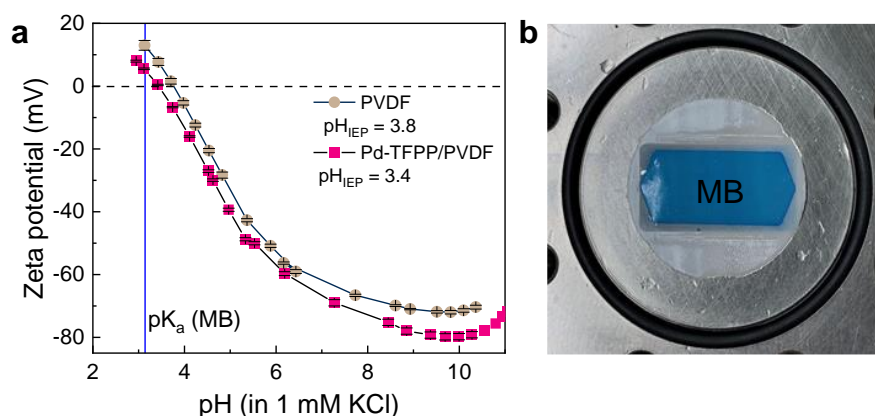 a
Zeta potential (mV)
20
0
-20
-40
-60
-80
PVDF
pH_IEP = 3.8
Pd-TFPP/PVDF
pH_IEP = 3.4
pK_a (MB)
2
4
6
8
10
pH (in 1 mM KCl)
b
MB